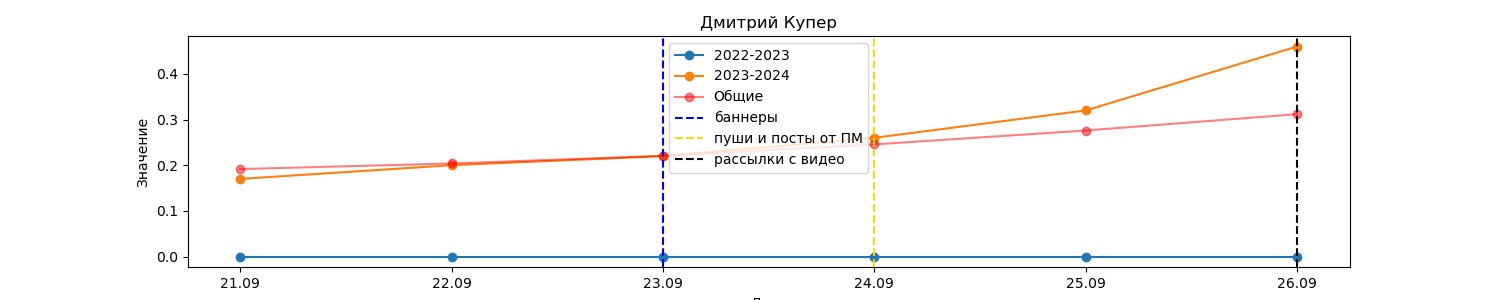 Дмитрий Купер
Значение
0.4
0.3
0.2
0.1
0.0
2022-2023
2023-2024
Общие
баннеры
пуши и посты от ПМ
рассылки с видео
21.09 22.09 23.09 24.09 25.09 26.09